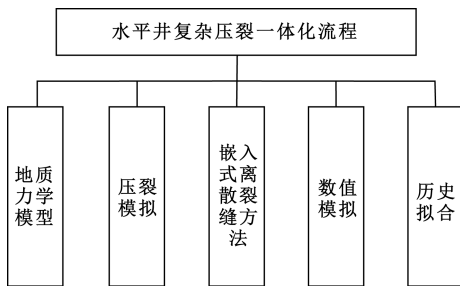 水平井复杂压裂一体化流程
地质
力学
模型
压裂
模拟
嵌入
式离
散裂
缝方
法
数值
模拟
历史
拟合